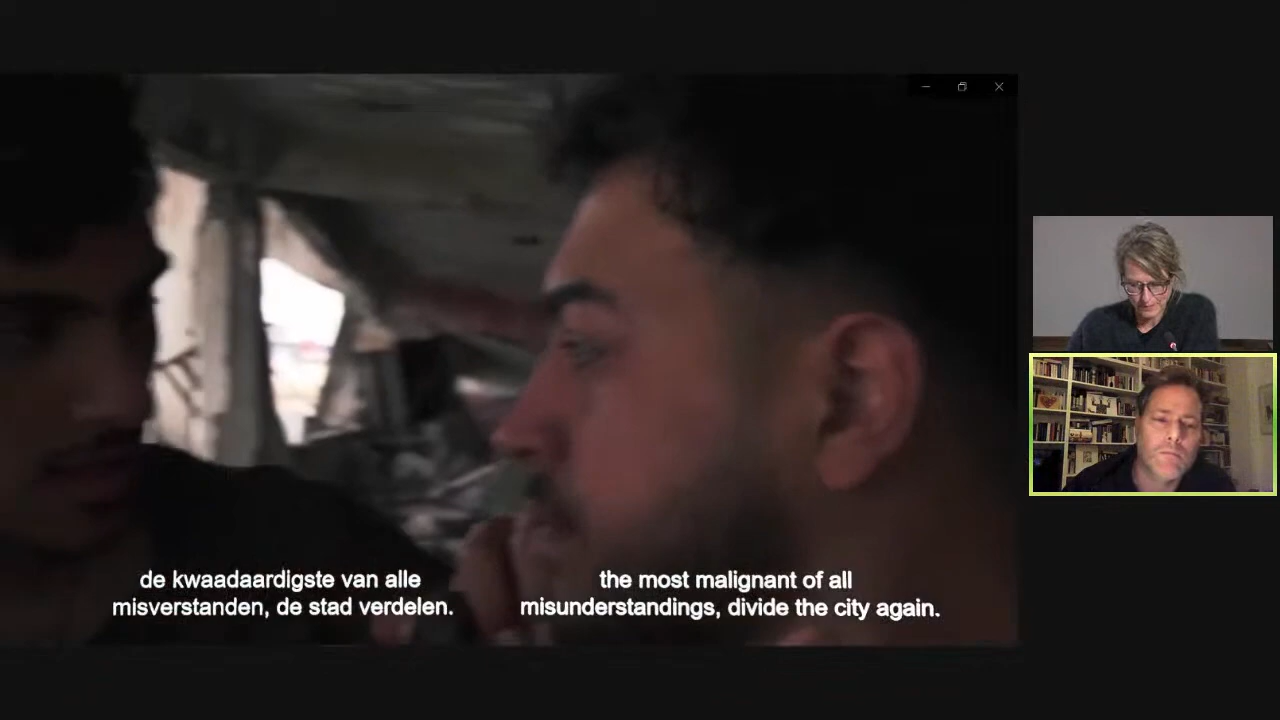 de kwaadaardigste van alle
misverstanden, de stad verdelen.
the most malignant of all
misunderstandings, divide the city again.